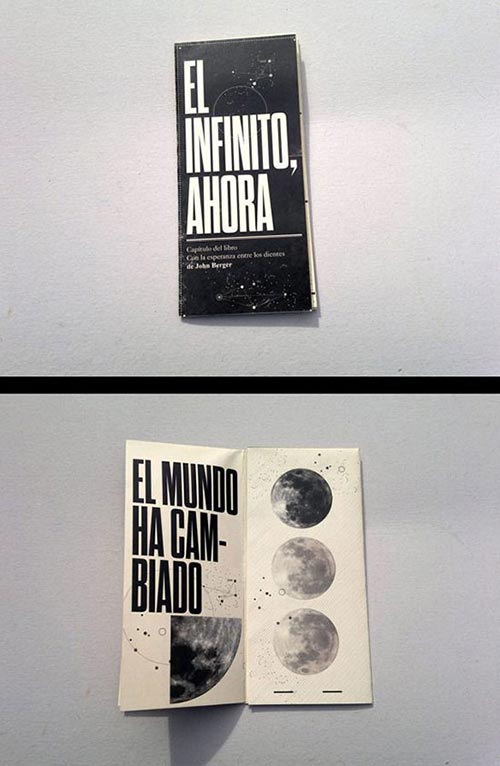 EL
INFINITO,
AHORA
Capítulo del libro
Con la esperanza entre los dientes
de John Berger
EL MUNDO
HA CAM-
BIADO